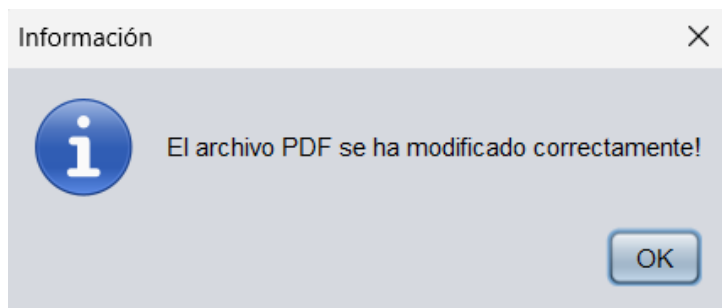 Información
El archivo PDF se ha modificado correctamente!
OK